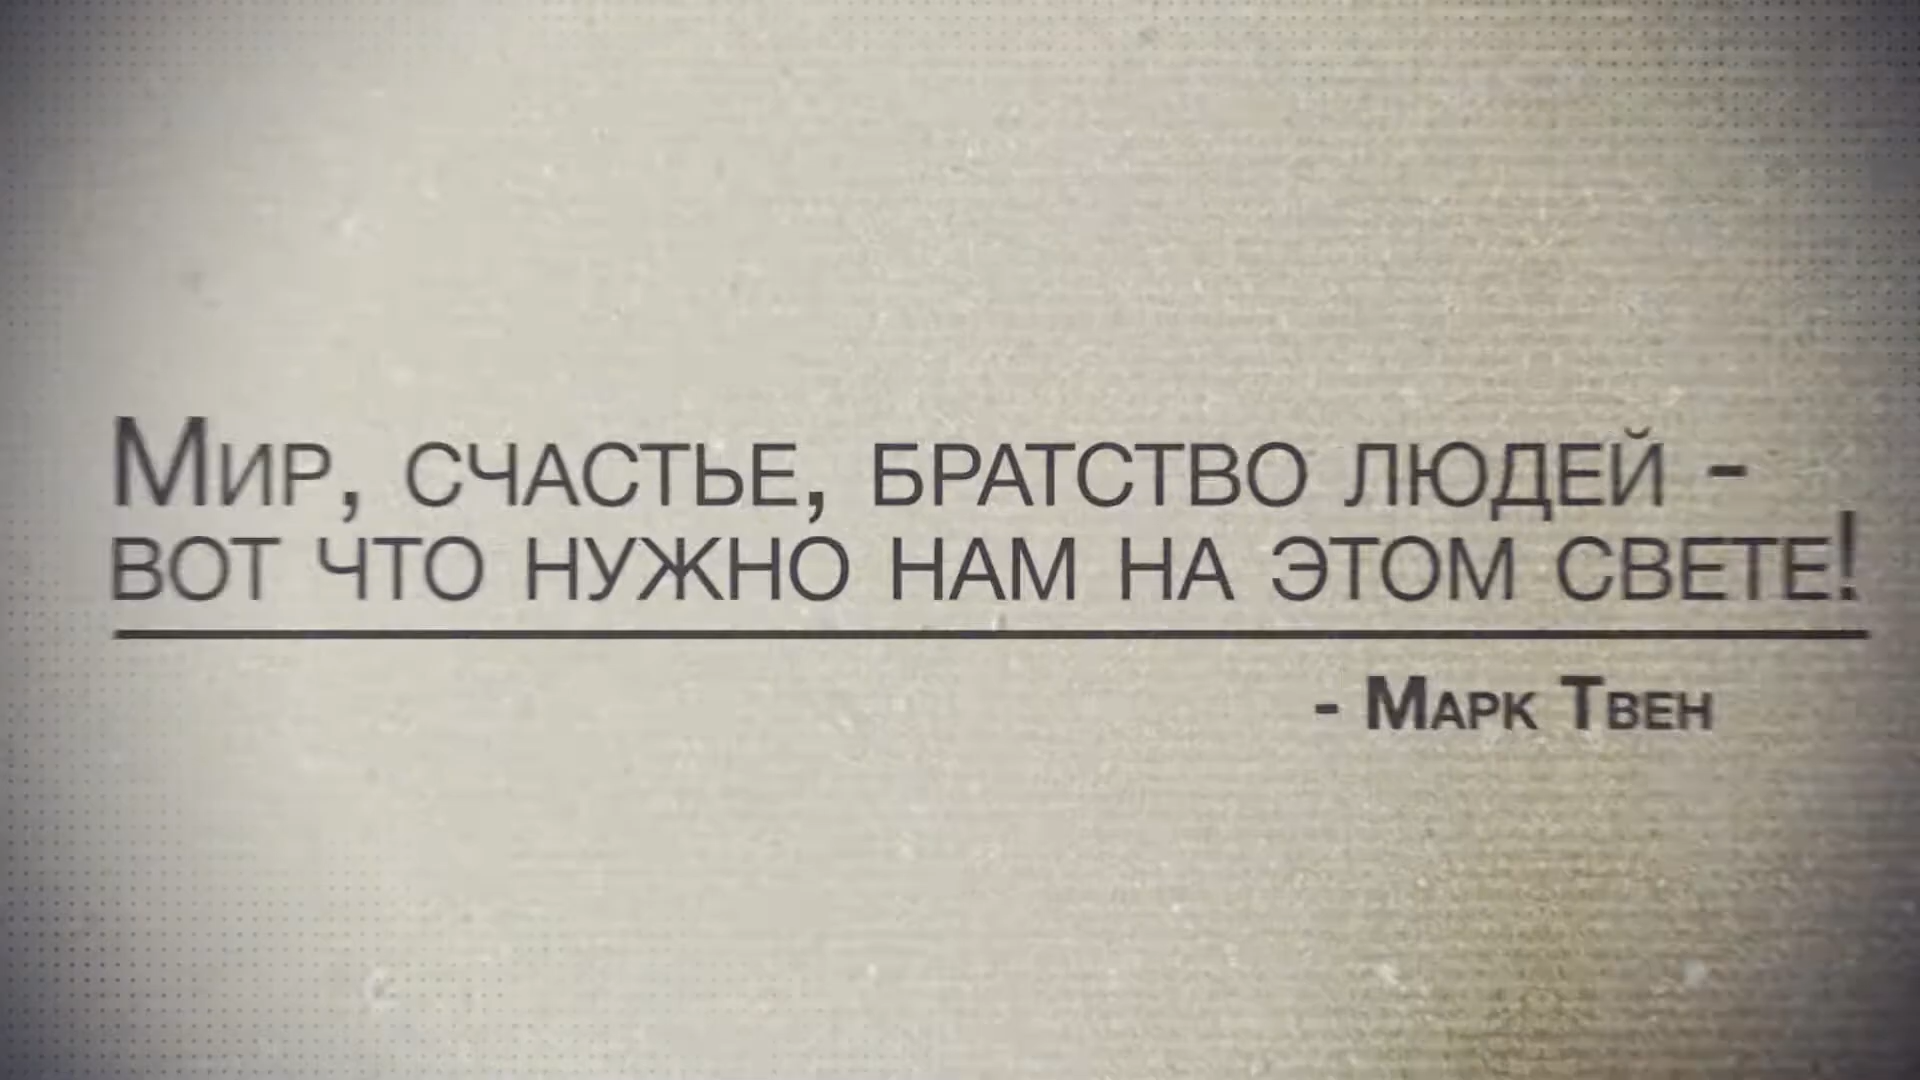 Мир, счастье, братство людей -
вот что нужно нам на этом свете!
- Марк Твен